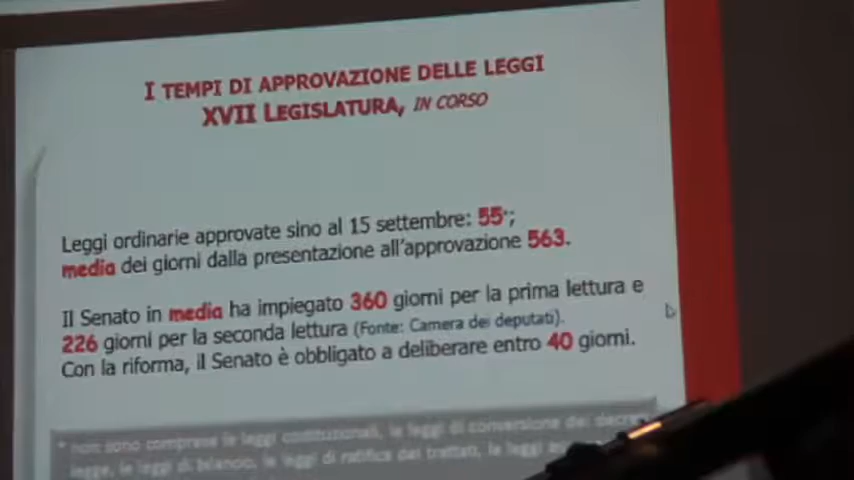 I TEMPI DI APPROVAZIONE DELLE LEGGI
XVII LEGISLATURA, IN CORSO
Leggi ordinarie approvate sino al 15 settembre: 55*;
media dei giorni dalla presentazione all'approvazione 563.
Il Senato in media ha impiegato 360 giorni per la prima lettura e
226 giorni per la seconda lettura (Fonte: Camera dei deputati).
Con la riforma, il Senato è obbligato a deliberare entro 40 giorni.
* non sono comprese le leggi costituzionali, le leggi di conversione dei
legge, le leggi di bilancio, le leggi di ratifica dei trattati, le leggi